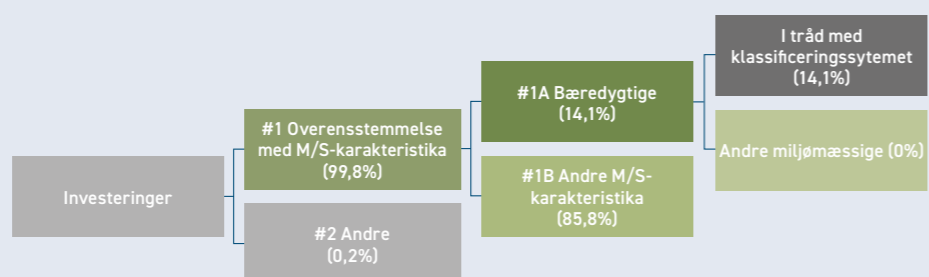 Investeringer
#1 Overensstemmelse
med M/S-karakteristika
(99,8%)
#2 Andre
(0,2%)
#1A Bæredygtige
(14,1%)
#1B Andre M/S-
karakteristika
(85,8%)
I tråd med
klassificeringssytemet
(14,1%)
Andre miljømæssige (0%)